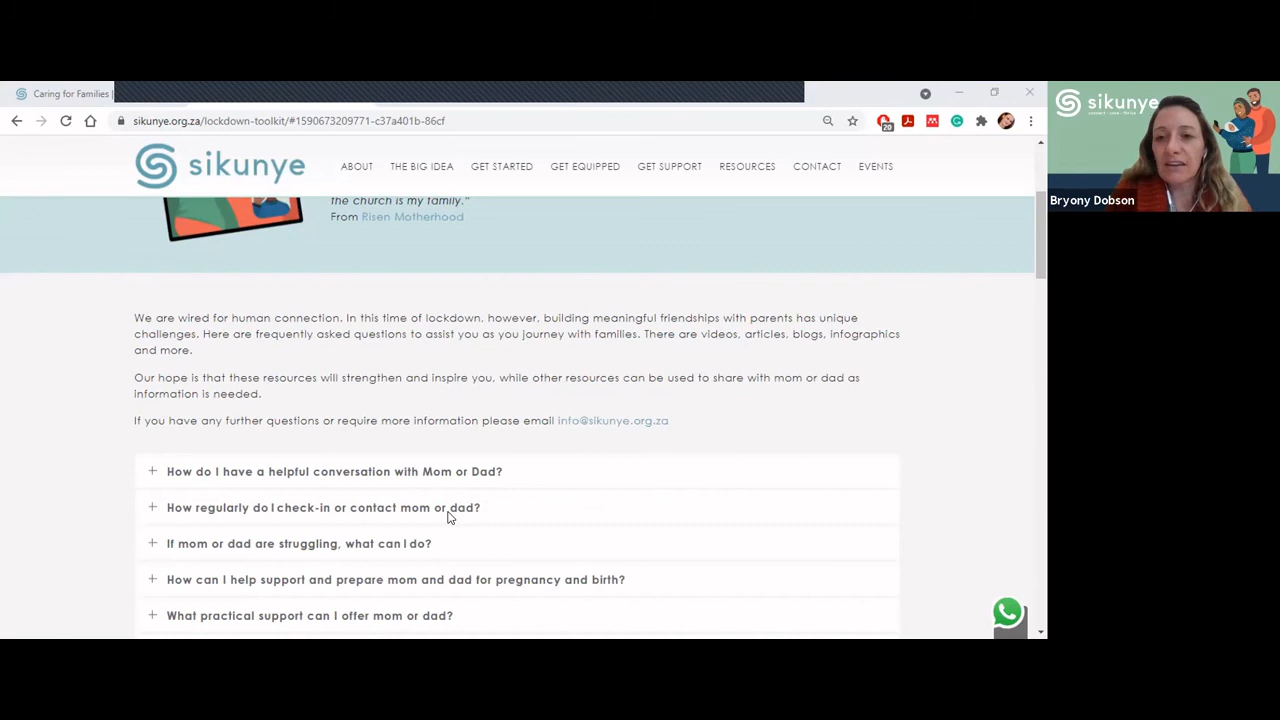 Caring for Families |
sikunye.org.za/lockdown-toolkit/#1590673209771-c37a401b-86cf
20
sikunye
ABOUT THE BIG IDEA GET STARTED GET EQUIPPED GET SUPPORT RESOURCES CONTACT EVENTS
the church is my family."
From Risen Motherhood
We are wired for human connection. In this time of lockdown, however, building meaningful friendships with parents has unique
challenges. Here are frequently asked questions to assist you as you journey with families. There are videos, articles, blogs, infographics
and more.
Our hope is that these resources will strengthen and inspire you, while other resources can be used to share with mom or dad as
information is needed.
If you have any further questions or require more information please email info@sikunye.org.za
+ How do I have a helpful conversation with Mom or Dad?
+ How regularly do I check-in or contact mom or dad?
+ If mom or dad are struggling, what can I do?
+ How can I help support and prepare mom and dad for pregnancy and birth?
+ What practical support can I offer mom or dad?
sikunye
Bryony Dobson